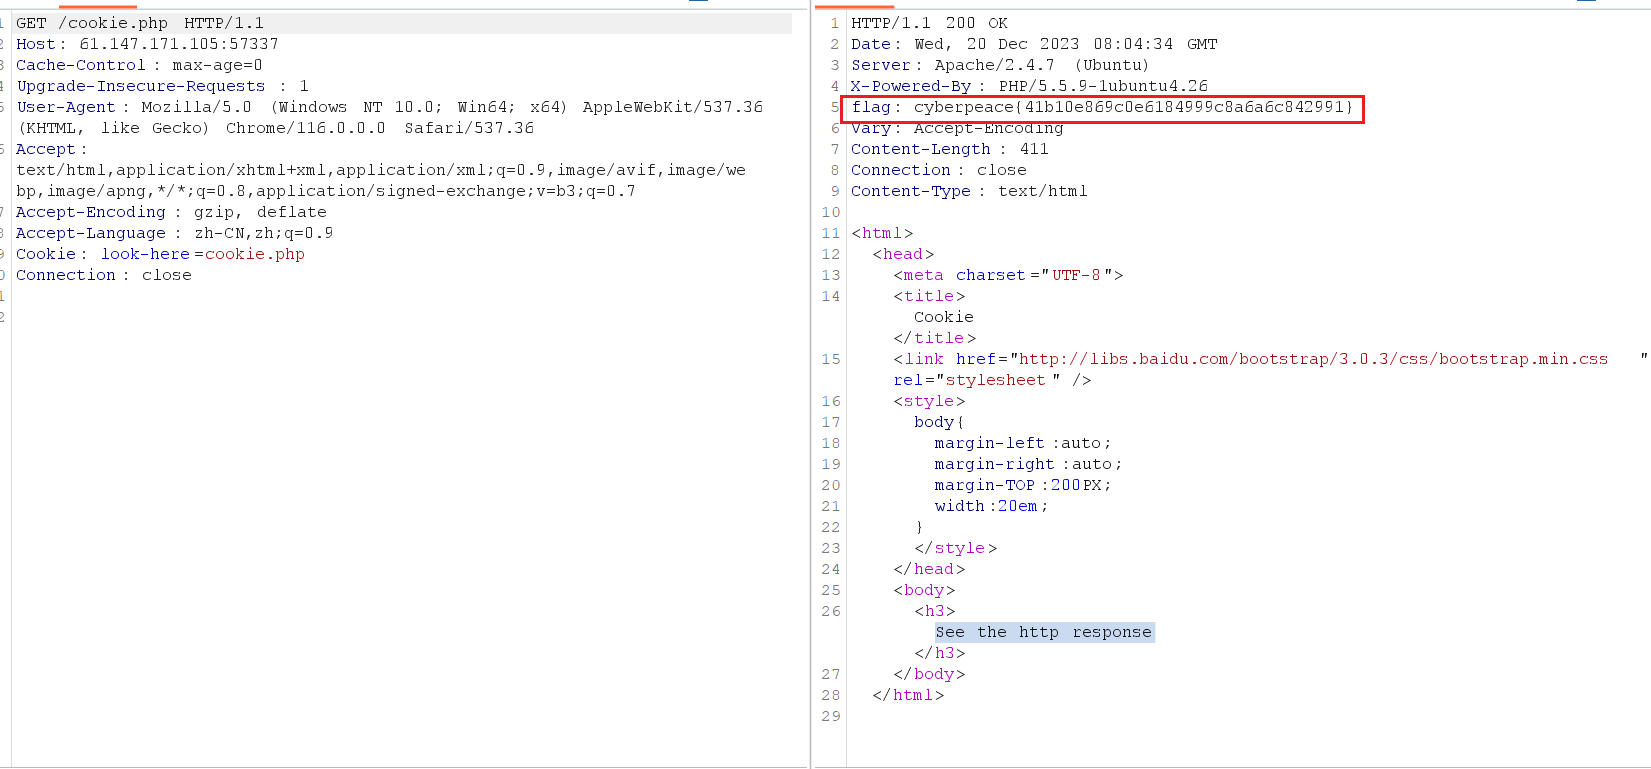 1 GET /cookie.php HTTP/1.1
2 Host: 61.147.171.105:57337
3 Cache-Control: max-age=0
4 Upgrade-Insecure-Requests: 1
5 User-Agent: Mozilla/5.0 (Windows NT 10.0; Win64; x64) AppleWebKit/537.36
(KHTML, like Gecko) Chrome/116.0.0.0 Safari/537.36
6 Accept:
text/html,application/xhtml+xml,application/xml;q=0.9,image/avif,image/we
bp,image/apng,*/*;q=0.8,application/signed-exchange;v=b3;q=0.7
7 Accept-Encoding: gzip, deflate
8 Accept-Language: zh-CN,zh;q=0.9
9 Cookie: look-here=cookie.php
0 Connection: close
1
2
1 HTTP/1.1 200 OK
2 Date: Wed, 20 Dec 2023 08:04:34 GMT
3 Server: Apache/2.4.7 (Ubuntu)
4 X-Powered-By: PHP/5.5.9-1ubuntu4.26
5 flag: cyberpeace{41b10e869c0e6184999c8a6a6c842991}
6 Vary: Accept-Encoding
7 Content-Length: 411
8 Connection: close
9 Content-Type: text/html
10
11 <html>
12 <head>
13 <meta charset="UTF-8">
14 <title>
Cookie
</title>
15 <link href="http://libs.baidu.com/bootstrap/3.0.3/css/bootstrap.min.css"
rel="stylesheet" />
16 <style>
17 body{
18 margin-left:auto;
19 margin-right:auto;
20 margin-TOP:200PX;
21 width:20em;
22 }
23 </style>
24 </head>
25 <body>
26 <h3>
See the http response
</h3>
27 </body>
28 </html>
29